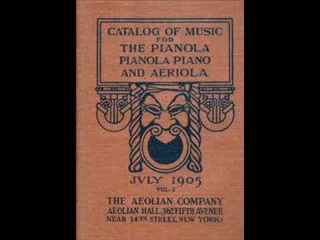 CATALOG OF MUSIC
FOR
THE PIANOLA
PIANOLA PIANO
AND AERIOLA
JVLY 1905
VOL·I
THE AEOLIAN COMPANY
AEOLIAN HALL, 362 FIFTH AVENUE
NEAR 34TH STREET, NEW YORK